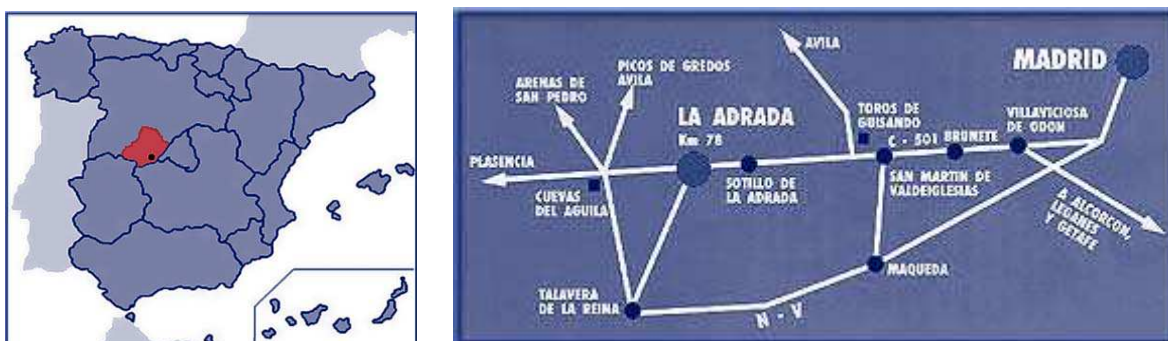 MADRID
AVILA
PICOS DE GREDOS
AVILA
ARENAS DE
SAN PEDRO
LA ADRADA
Km 78
TOROS DE
GUISANDO
C - 501
BRUNETE
VILLAVICIOSA
DE ODON
PLASENCIA
CUEVAS
DEL AGUILA
SOTILLO DE
LA ADRADA
SAN MARTIN DE
VALDEIGLESIAS
A ALCORCON,
LEGANES
Y GETAFE
MAQUEDA
TALAVERA
DE LA REINA
N - V